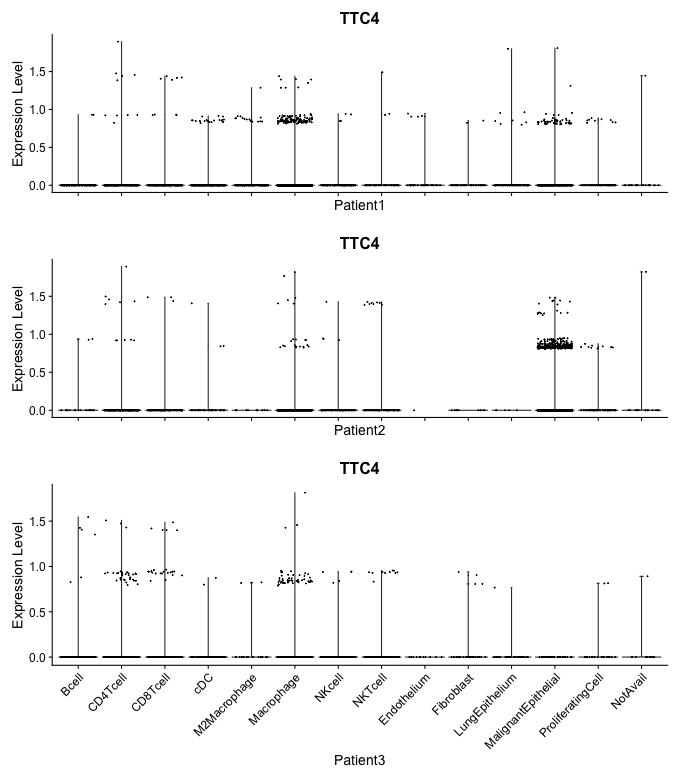 TTC4
Expression Level
1.5
1.0
0.5
0.0
Patient1
TTC4
Expression Level
1.5
1.0
0.5
0.0
Patient2
TTC4
Expression Level
1.5
1.0
0.5
0.0
Bcell
CD4Tcell
CD8Tcell
cDC
M2Macrophage
Macrophage
NKcell
NKTcell
Endothelium
Fibroblast
LungEpithelium
MalignantEpithelial
ProliferatingCell
NotAvail
Patient3